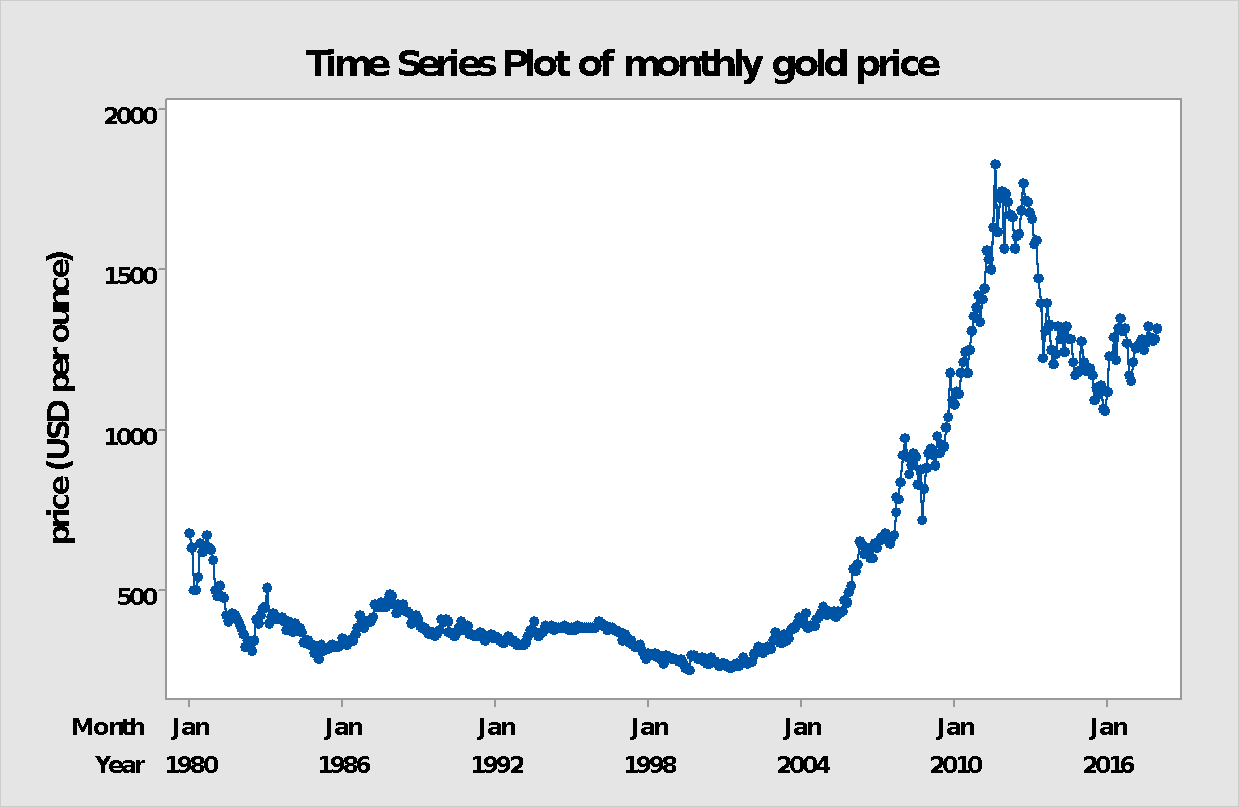 Time Series Plot of monthly gold price
price (USD per ounce)
2000
1500
1000
500
Month Jan Jan Jan Jan Jan Jan Jan
Year 1980 1986 1992 1998 2004 2010 2016